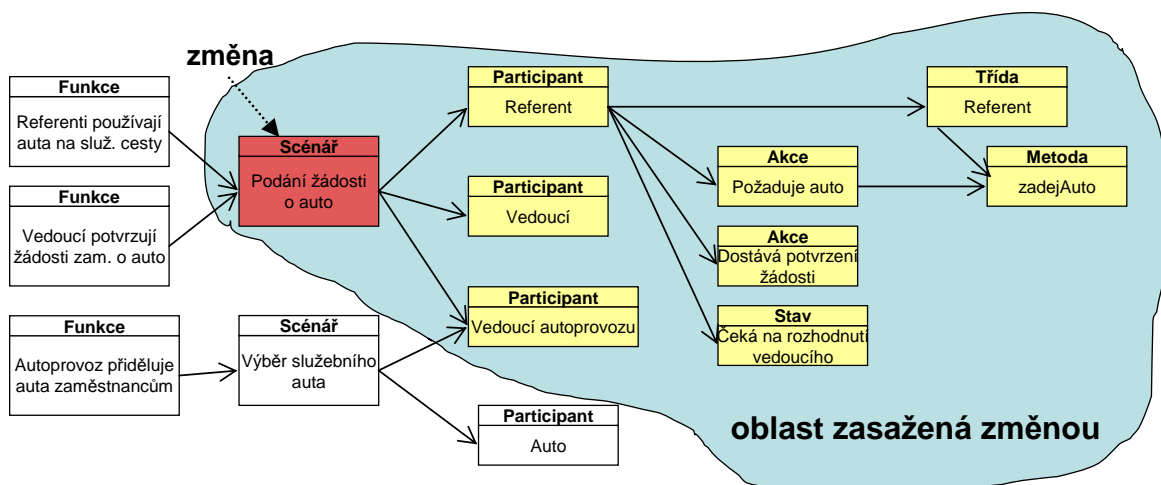 změna
Funkce
Referenti používají
auta na služ. cesty
Funkce
Vedoucí potvrzují
žádosti zam. o auto
Funkce
Autoprovoz přiděluje
auta zaměstnancům
Scénář
Podání žádosti
o auto
Scénář
Výběr služebního
auta
Participant
Referent
Participant
Vedoucí
Participant
Vedoucí autoprovozu
Participant
Auto
Akce
Požaduje auto
Akce
Dostává potvrzení
žádosti
Stav
Čeká na rozhodnutí
vedoucího
Třída
Referent
Metoda
zadejAuto
oblast zasažená změnou